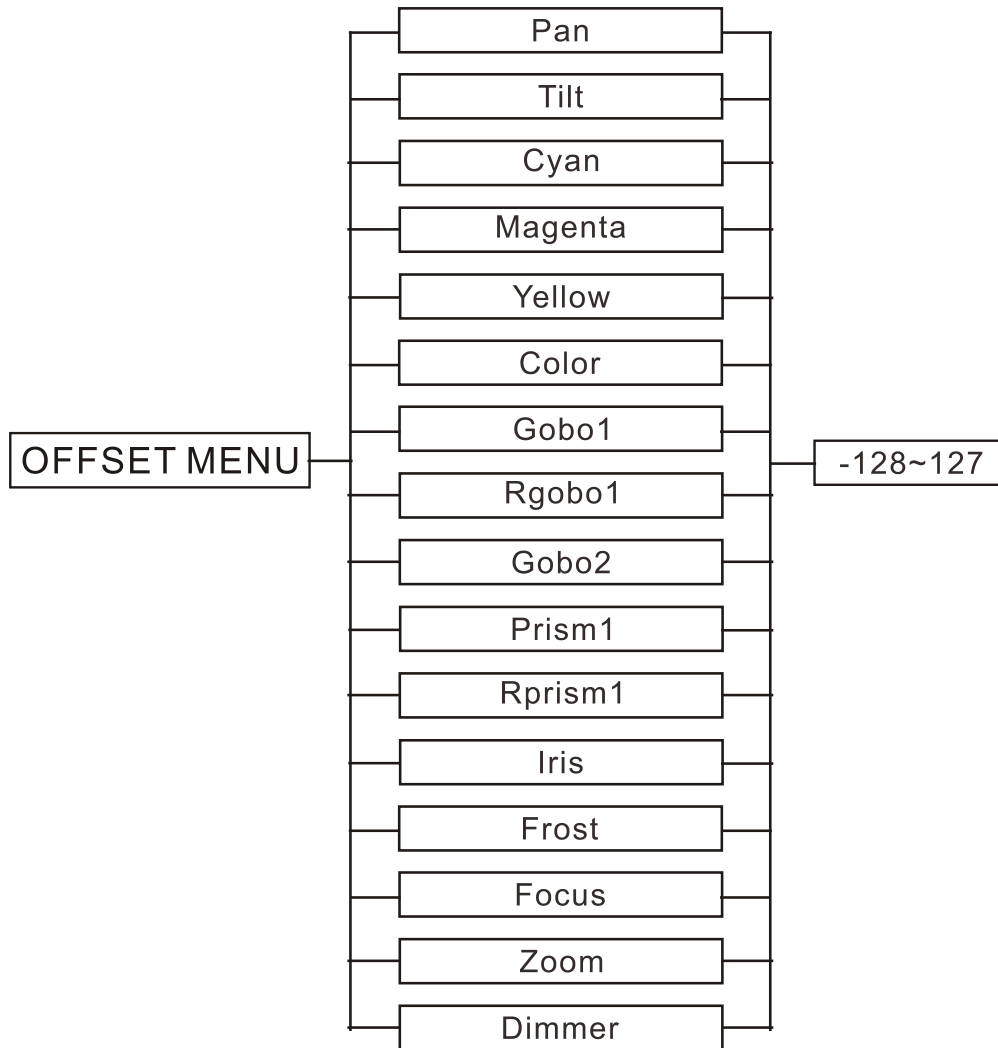 Pan
Tilt
Cyan
Magenta
Yellow
Color
Gobo1
OFFSET MENU
-128~127
Rgobo1
Gobo2
Prism1
Rprism1
Iris
Frost
Focus
Zoom
Dimmer